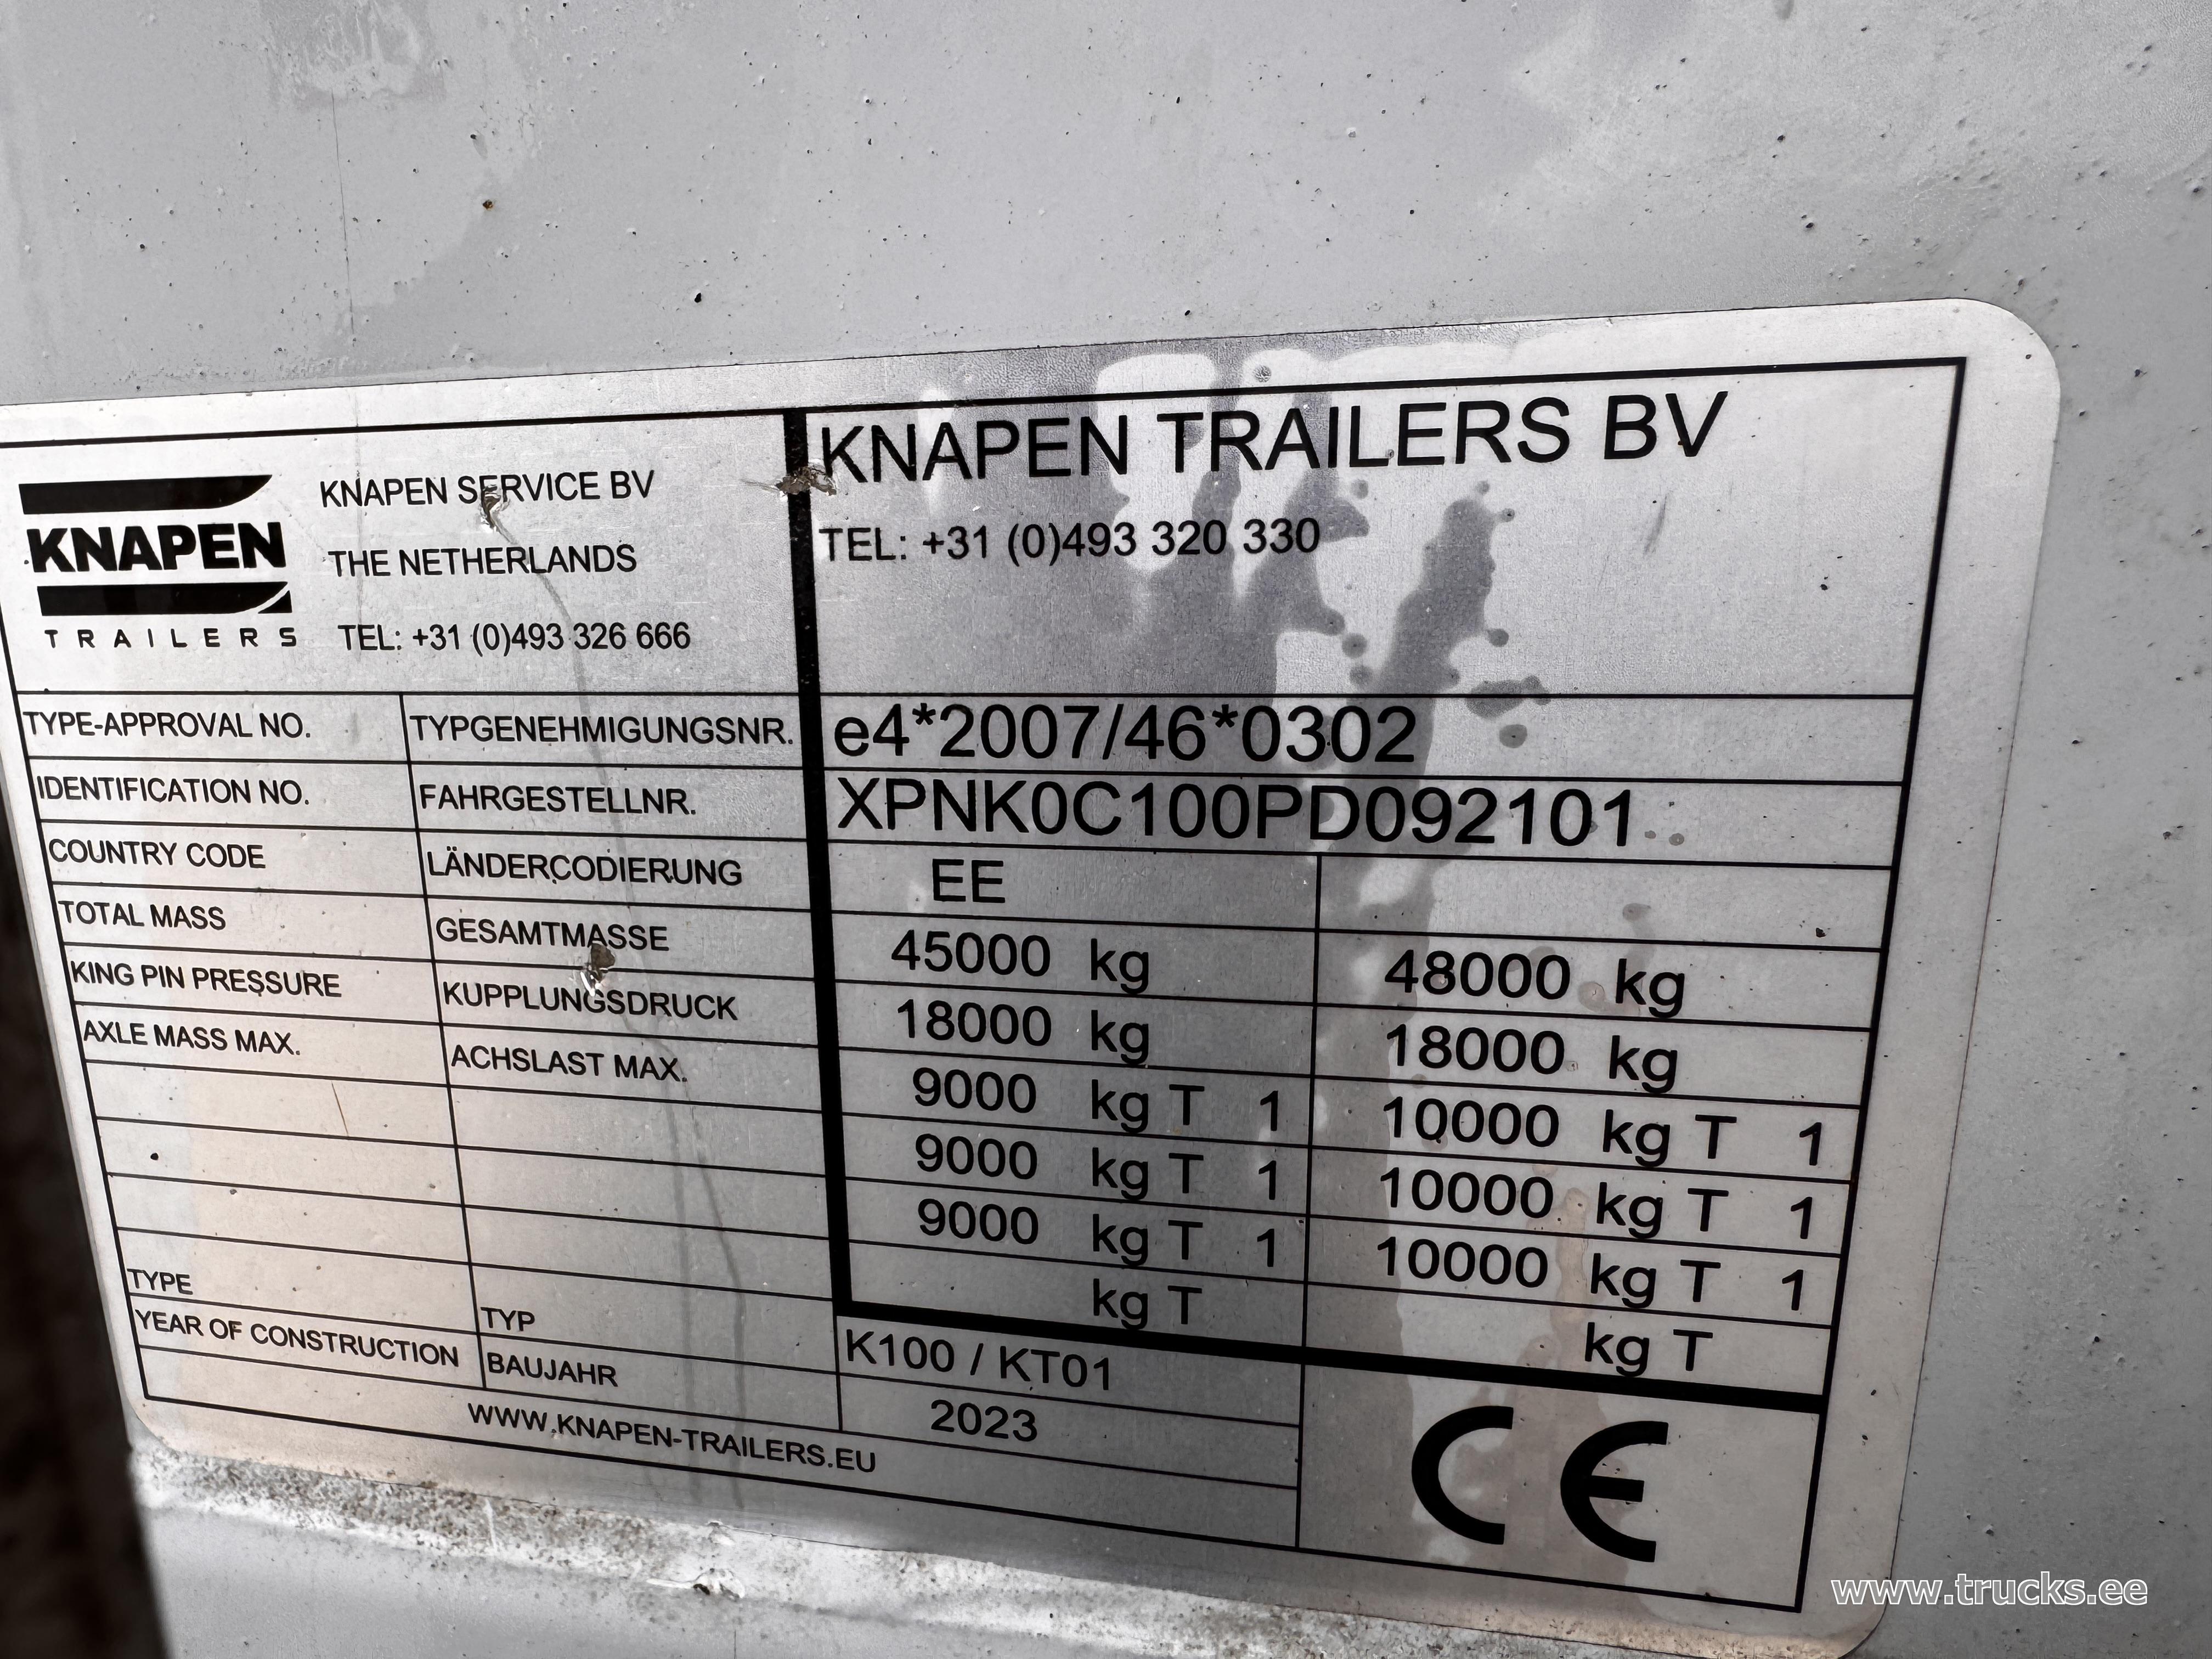 KNAPEN
TRAILERS
KNAPEN SERVICE BV
THE NETHERLANDS
TEL: +31 (0)493 326 666
KNAPEN TRAILERS BV
TEL: +31 (0)493 320 330
TYPE-APPROVAL NO. TYPGENEHMIGUNGSNR. e4*2007/46*0302
IDENTIFICATION NO. FAHRGESTELLNR. XPNK0C100PD092101
COUNTRY CODE LÄNDERCODIERUNG EE
TOTAL MASS GESAMTMASSE 45000 kg 48000 kg
KING PIN PRESSURE KUPPLUNGSDRUCK 18000 kg 18000 kg
AXLE MASS MAX. ACHSLAST MAX. 9000 kg T 1 10000 kg T 1
9000 kg T 1 10000 kg T 1
9000 kg T 1 10000 kg T 1
kg T kg T
TYPE TYP K100 / KT01
YEAR OF CONSTRUCTION BAUJAHR 2023
CE
WWW.KNAPEN-TRAILERS.EU
www.trucks.ee